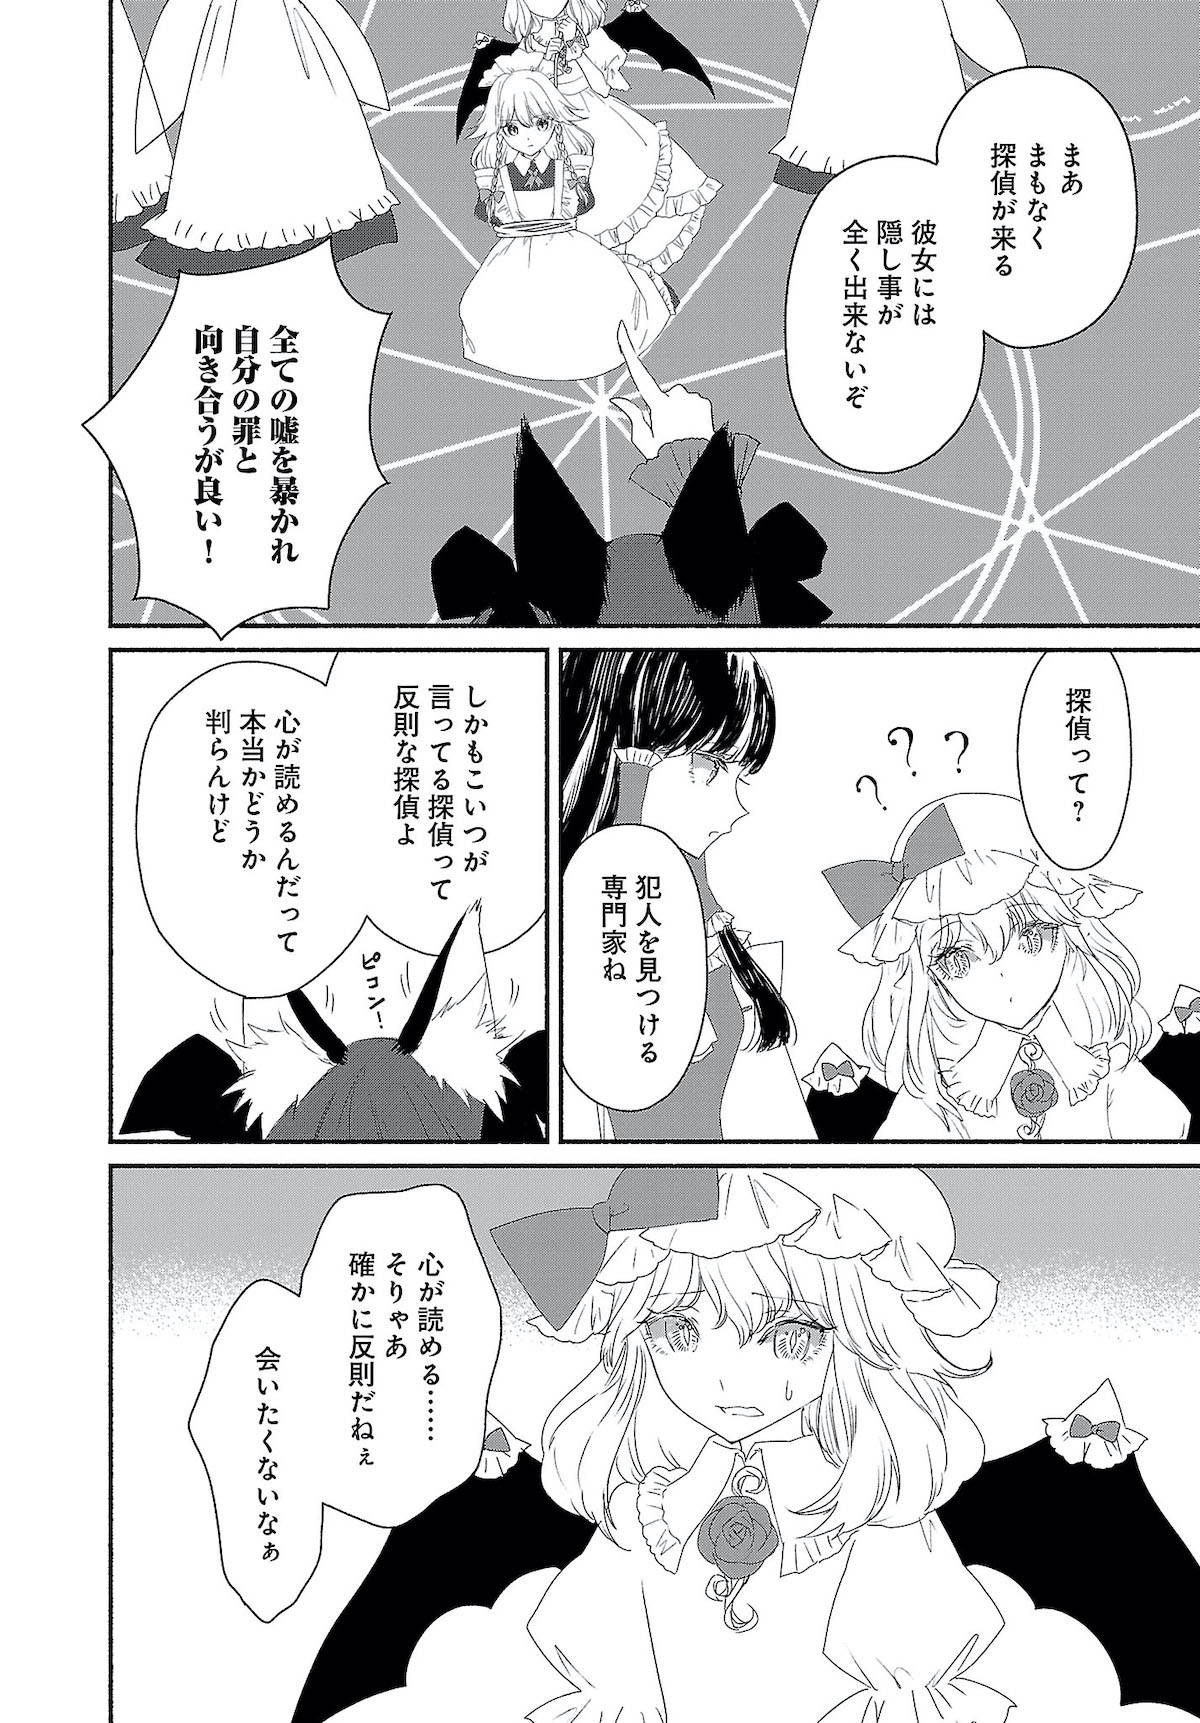 まあ
まもなく
探偵が来る
彼女には
隠し事が
全く出来ないぞ
全ての嘘を暴かれ
自分の罪と
向き合うが良い！
探偵って？
？？？
犯人を見つける
専門家ね
しかもこいつが
言ってる探偵って
反則な探偵よ
心が読めるんだって
本当かどうか
判らんけど
ピコン！
心が読める……
そりゃあ
確かに反則だねぇ
会いたくないなぁ